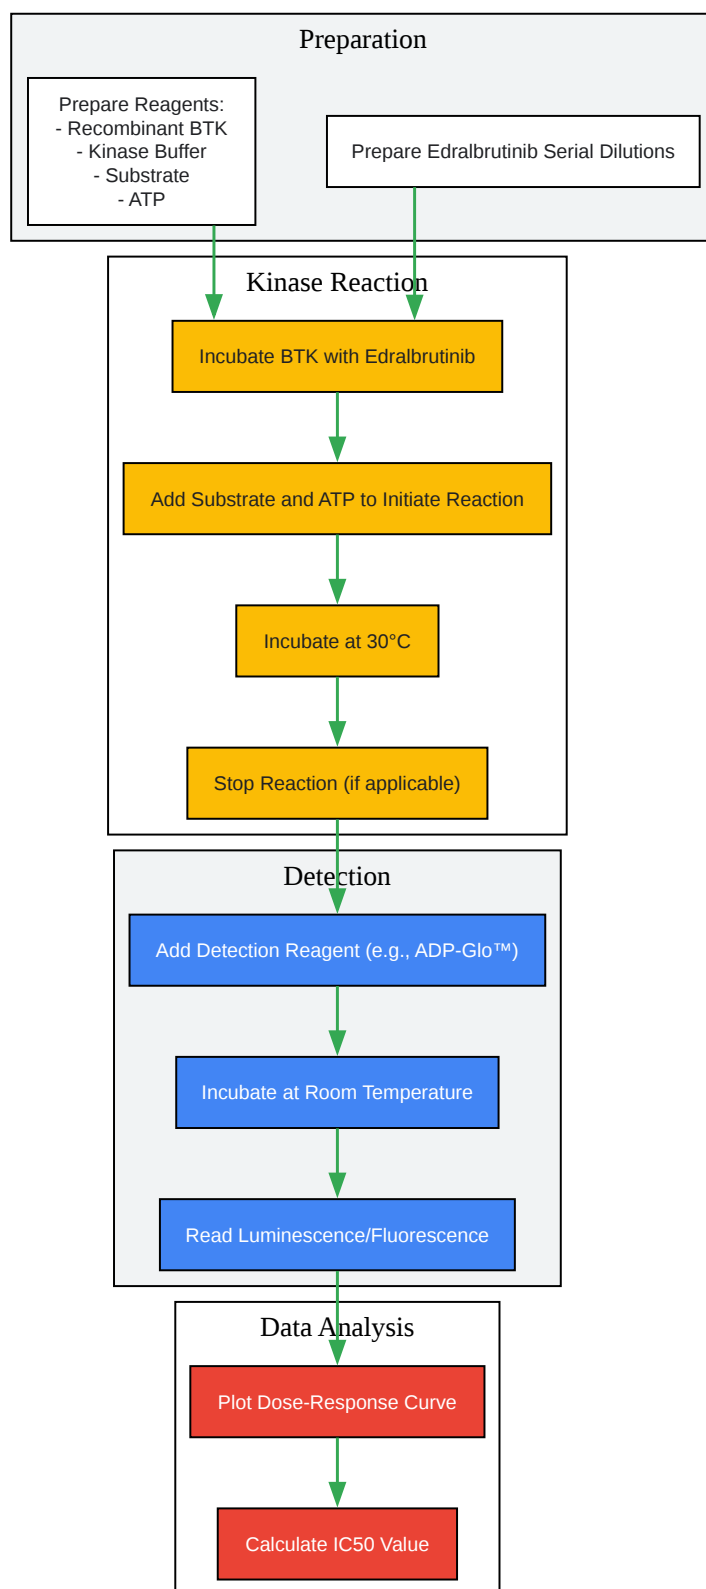 Preparation
Prepare Reagents:
- Recombinant BTK
- Kinase Buffer
- Substrate
- ATP
Prepare Edralbrutinib Serial Dilutions
Kinase Reaction
Incubate BTK with Edralbrutinib
Add Substrate and ATP to Initiate Reaction
Incubate at 30°C
Stop Reaction (if applicable)
Detection
Add Detection Reagent (e.g., ADP-Glo™)
Incubate at Room Temperature
Read Luminescence/Fluorescence
Data Analysis
Plot Dose-Response Curve
Calculate IC50 Value